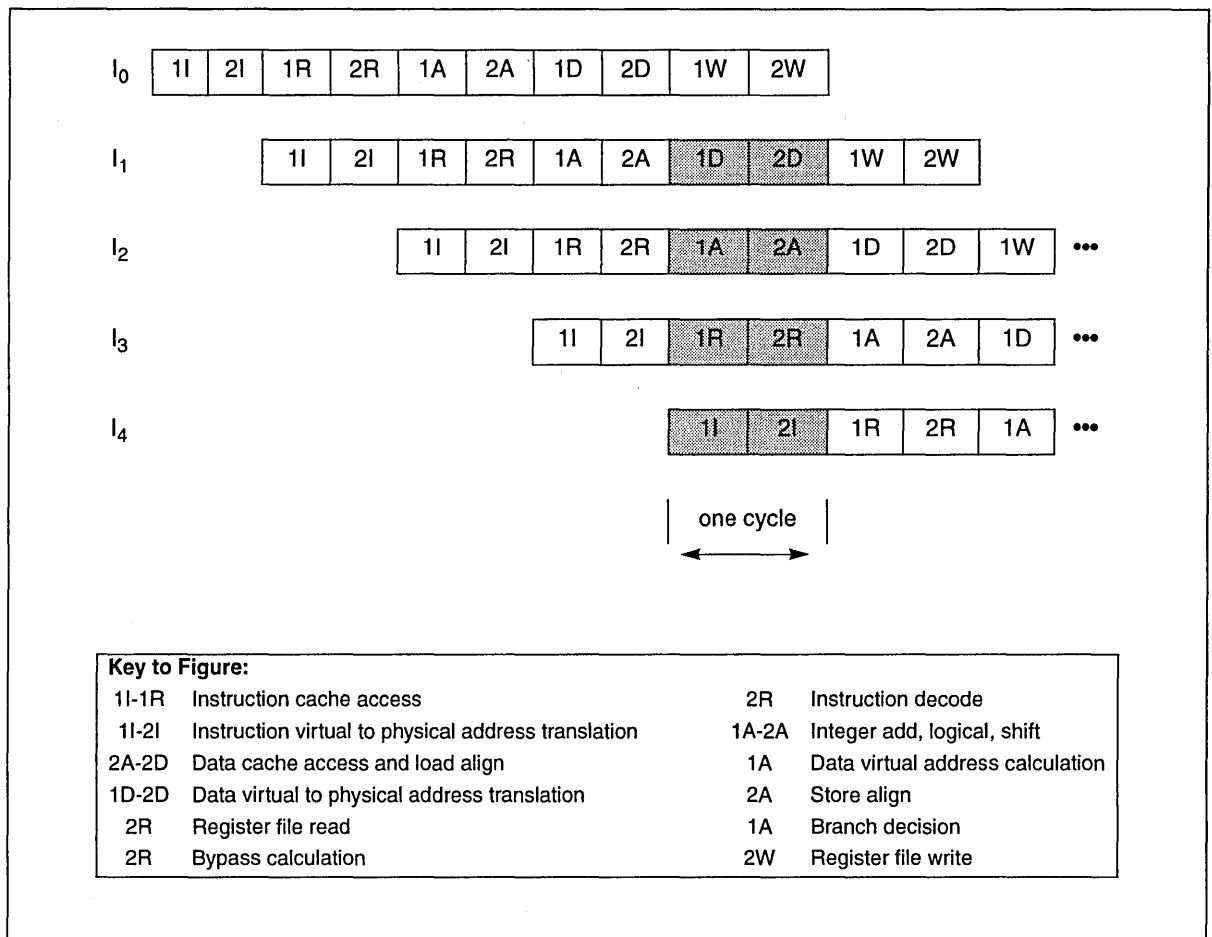 I0 1I 2I 1R 2R 1A 2A 1D 2D 1W 2W
I1 1I 2I 1R 2R 1A 2A 1D 2D 1W 2W
I2 1I 2I 1R 2R 1A 2A 1D 2D 1W •••
I3 1I 2I 1R 2R 1A 2A 1D •••
I4 1I 2I 1R 2R 1A •••
one cycle
Key to Figure:
1I-1R Instruction cache access 2R Instruction decode
1I-2I Instruction virtual to physical address translation 1A-2A Integer add, logical, shift
2A-2D Data cache access and load align 1A Data virtual address calculation
1D-2D Data virtual to physical address translation 2A Store align
2R Register file read 1A Branch decision
2R Bypass calculation 2W Register file write